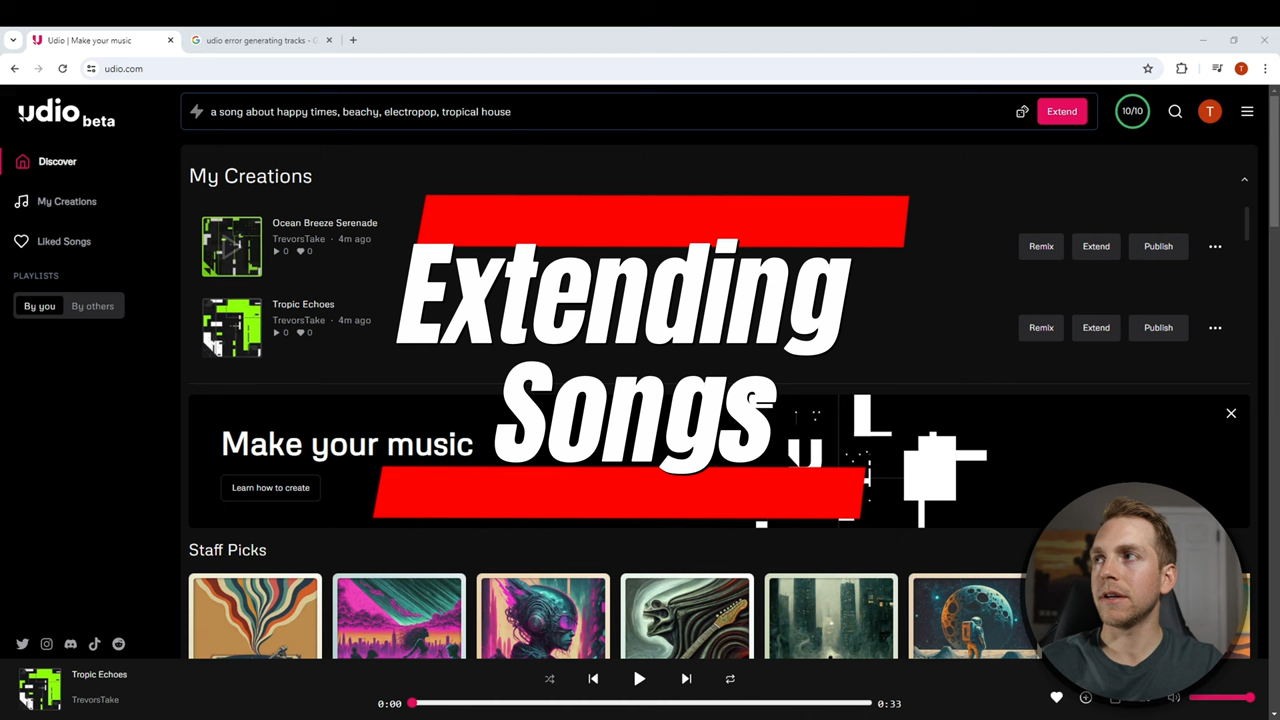 Udio | Make your music
udio error generating tracks - G
udio.com
T
udio beta
a song about happy times, beachy, electropop, tropical house
Extend
10/10
T
Discover
My Creations
Liked Songs
PLAYLISTS
By you
By others
My Creations
Ocean Breeze Serenade
TrevorsTake · 4m ago
0
0
Remix
Extend
Publish
Tropic Echoes
TrevorsTake · 4m ago
0
0
Remix
Extend
Publish
Extending
Songs
Make your music
Learn how to create
Staff Picks
Tropic Echoes
TrevorsTake
0:00
0:33